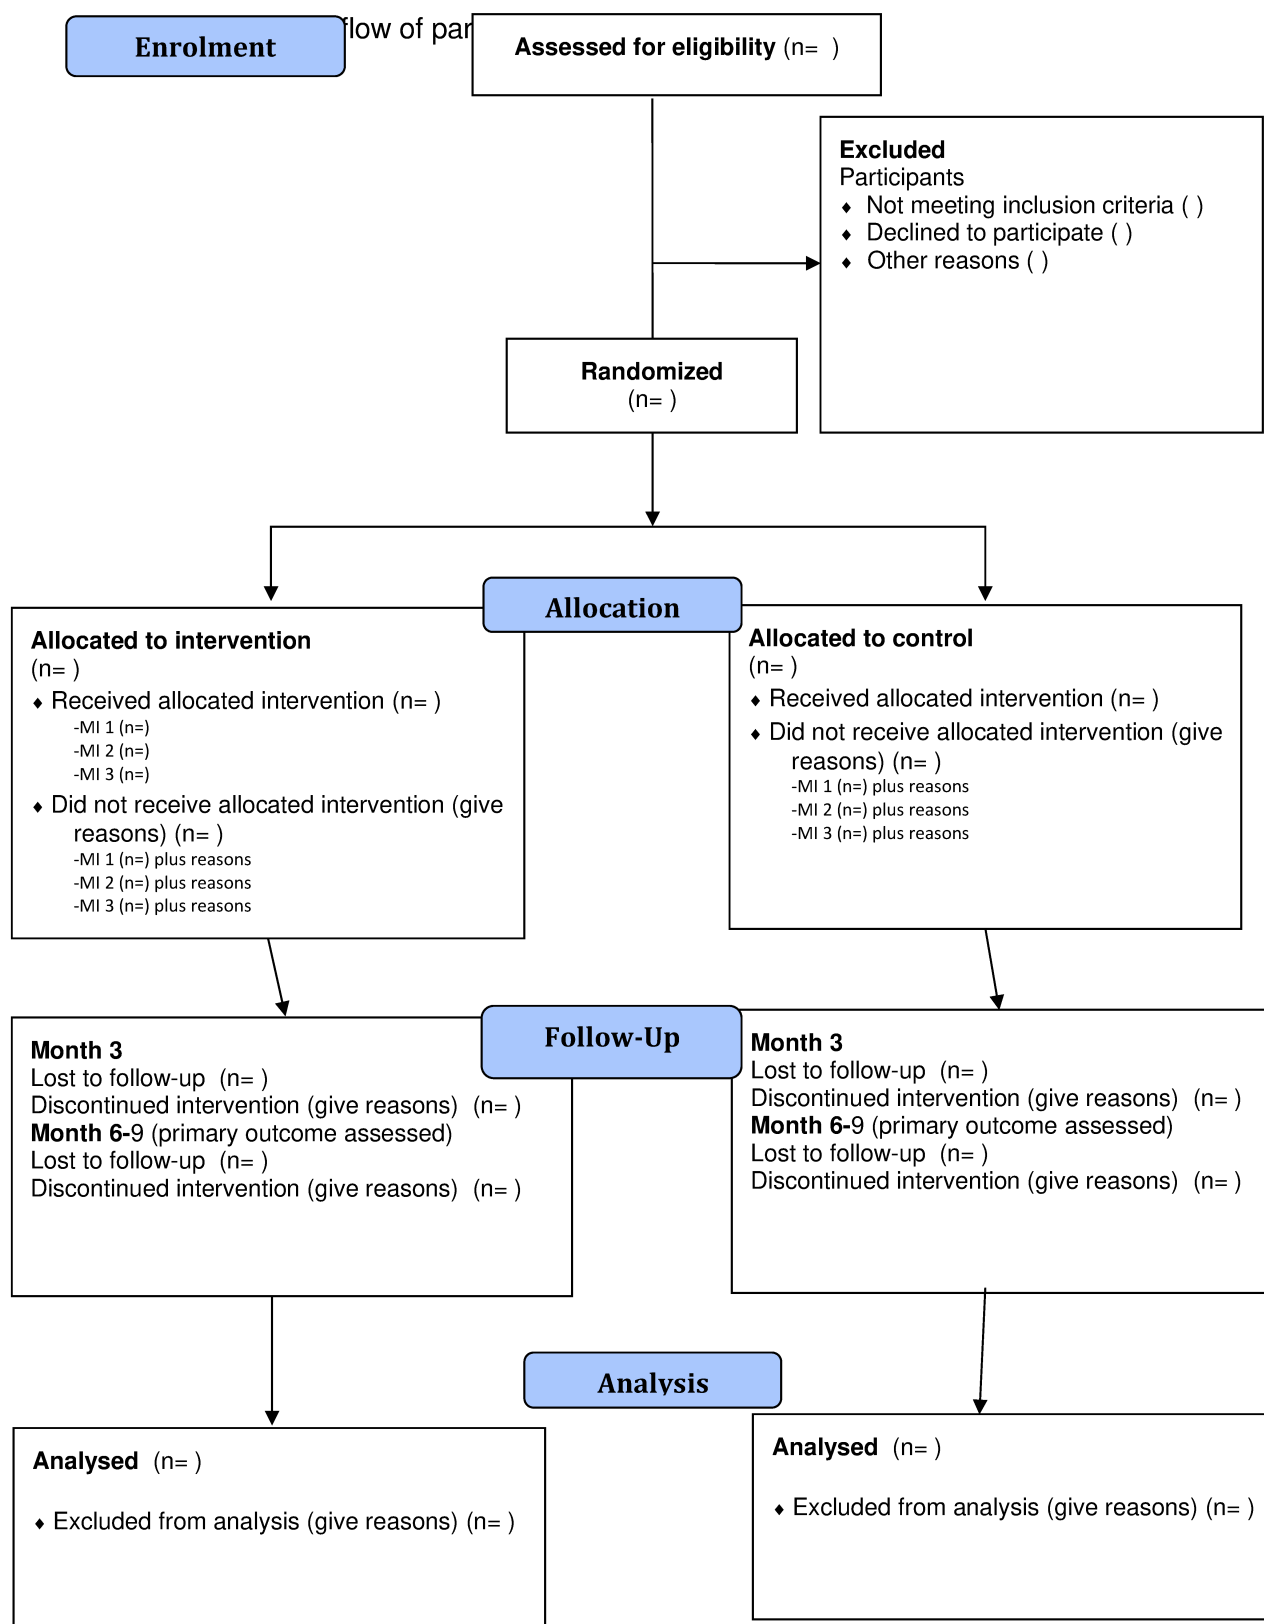 Enrolment
flow of par
Assessed for eligibility (n=  )
Excluded
Participants
♦ Not meeting inclusion criteria ( )
♦ Declined to participate ( )
♦ Other reasons ( )
Randomized
(n= )
Allocation
Allocated to intervention
(n= )
♦ Received allocated intervention (n= )
-MI 1 (n=)
-MI 2 (n=)
-MI 3 (n=)
♦ Did not receive allocated intervention (give
reasons) (n= )
-MI 1 (n=) plus reasons
-MI 2 (n=) plus reasons
-MI 3 (n=) plus reasons
Allocated to control
(n= )
♦ Received allocated intervention (n= )
♦ Did not receive allocated intervention (give
reasons) (n= )
-MI 1 (n=) plus reasons
-MI 2 (n=) plus reasons
-MI 3 (n=) plus reasons
Follow-Up
Month 3
Lost to follow-up (n= )
Discontinued intervention (give reasons) (n= )
Month 6-9 (primary outcome assessed)
Lost to follow-up (n= )
Discontinued intervention (give reasons) (n= )
Month 3
Lost to follow-up (n= )
Discontinued intervention (give reasons) (n= )
Month 6-9 (primary outcome assessed)
Lost to follow-up (n= )
Discontinued intervention (give reasons) (n= )
Analysis
Analysed (n= )
♦ Excluded from analysis (give reasons) (n= )
Analysed (n= )
♦ Excluded from analysis (give reasons) (n= )